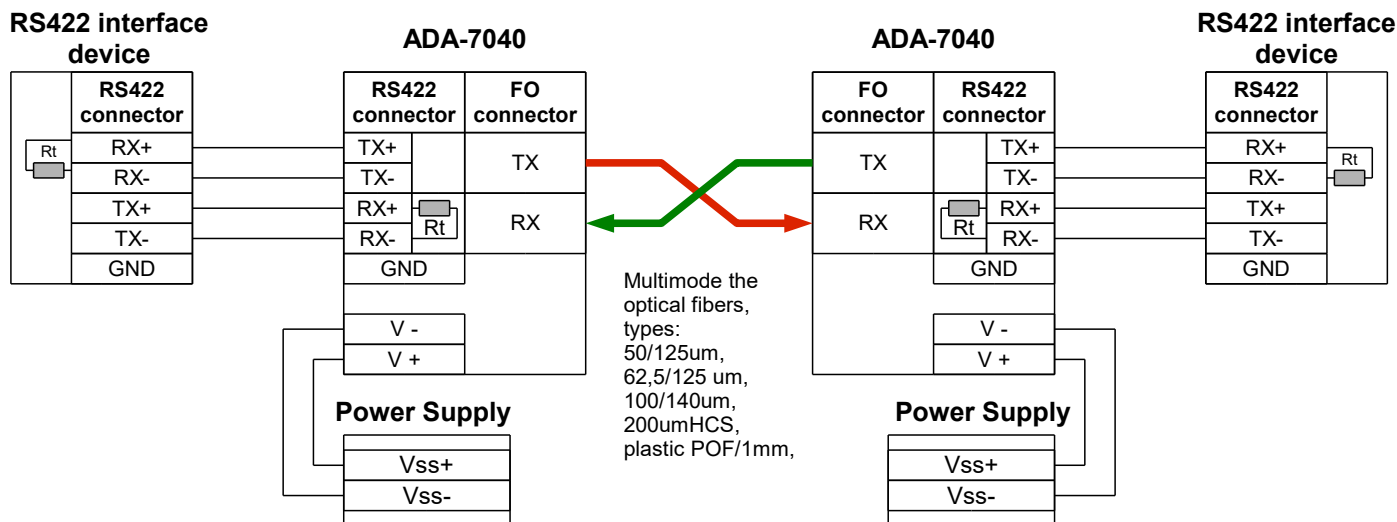 RS422 interface
device
ADA-7040
ADA-7040
RS422 interface
device
RS422
connector
RX+
RX-
TX+
TX-
GND
Rt
RS422
connector
FO
connector
TX+
TX-
RX+
RX-
Rt
GND
TX
RX
V -
V +
Power Supply
Vss+
Vss-
Multimode the
optical fibers,
types:
50/125um,
62,5/125 um,
100/140um,
200umHCS,
plastic POF/1mm,
FO
connector
RS422
connector
TX
RX
TX+
TX-
RX+
RX-
Rt
GND
V -
V +
Power Supply
Vss+
Vss-
RS422
connector
RX+
RX-
TX+
TX-
GND
Rt